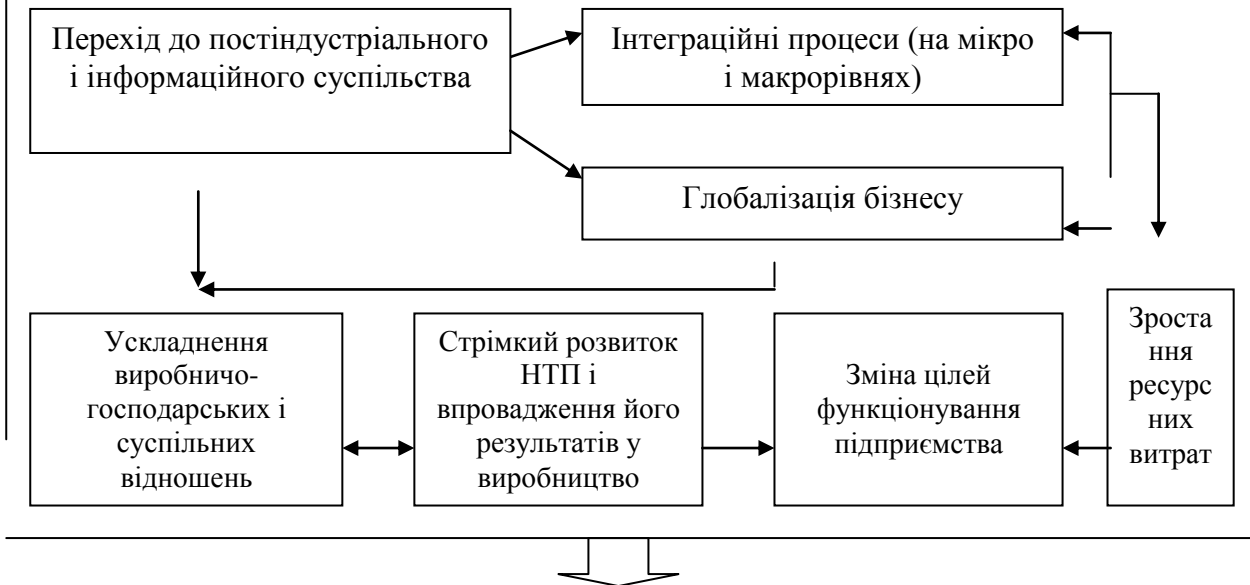 Перехід до постіндустріального
і інформаційного суспільства
Інтеграційні процеси (на мікро
і макрорівнях)
Глобалізація бізнесу
Ускладнення
виробничо-
господарських і
суспільних
відношень
Стрімкий розвиток
НТП і
впровадження його
результатів у
виробництво
Зміна цілей
функціонування
підприємства
Зроста
ння
ресурс
них
витрат